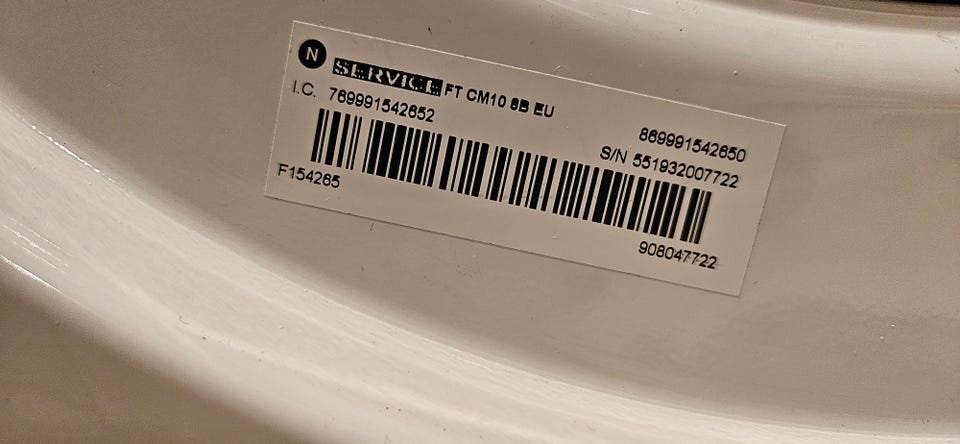 N
SERVICE FT CM10 8B EU
I.C. 769991542652
869991542650
S/N 551932007722
F154265
908047722